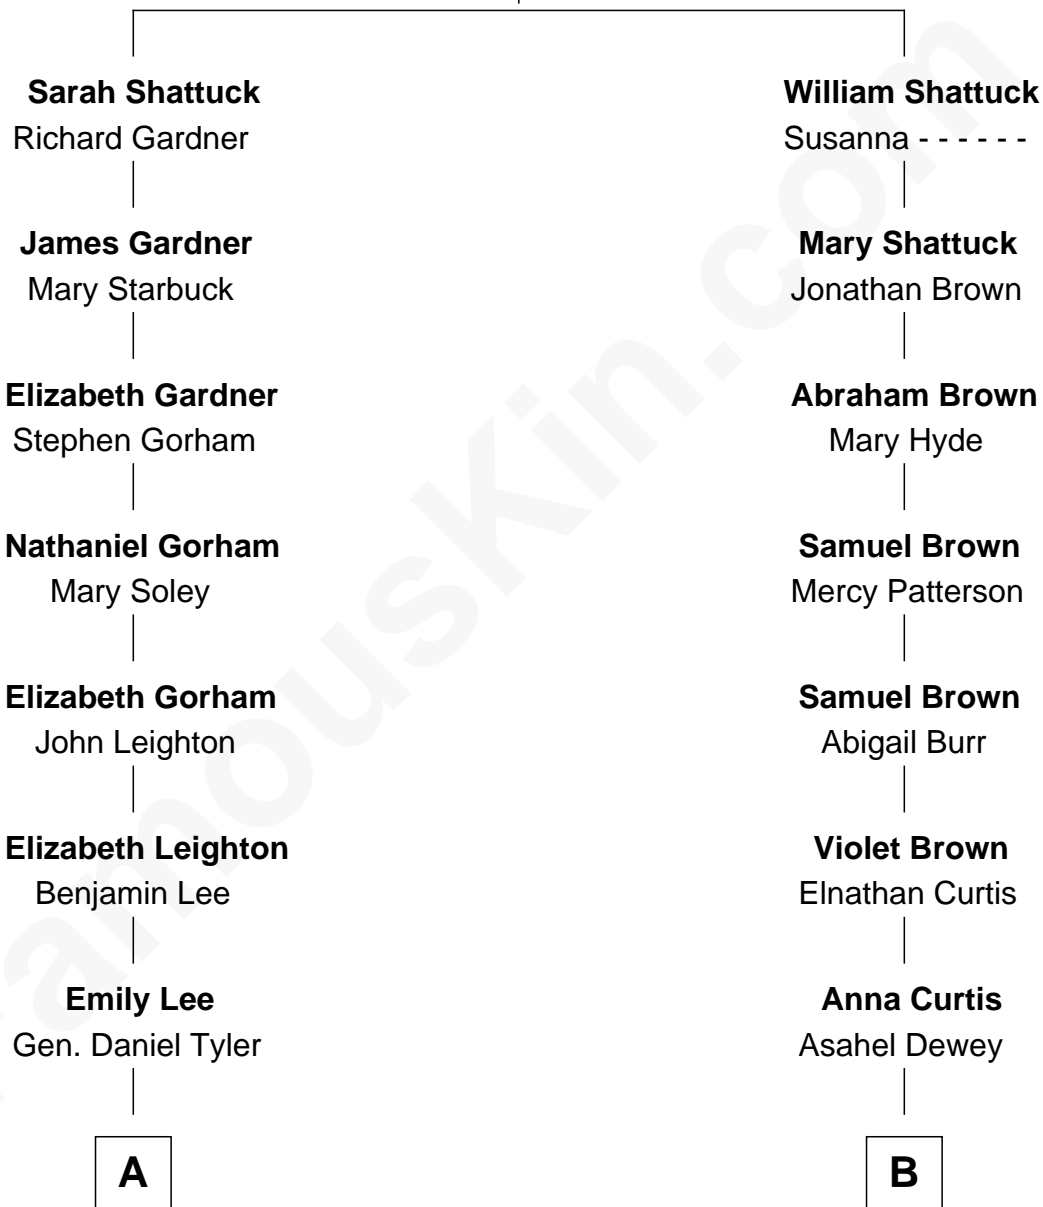 Sarah Shattuck
Richard Gardner
James Gardner
Mary Starbuck
Elizabeth Gardner
Stephen Gorham
Nathaniel Gorham
Mary Soley
Elizabeth Gorham
John Leighton
Elizabeth Leighton
Benjamin Lee
Emily Lee
Gen. Daniel Tyler
A
William Shattuck
Susanna - - - - - -
Mary Shattuck
Jonathan Brown
Abraham Brown
Mary Hyde
Samuel Brown
Mercy Patterson
Samuel Brown
Abigail Burr
Violet Brown
Elnathan Curtis
Anna Curtis
Asahel Dewey
B
FamousKin.com